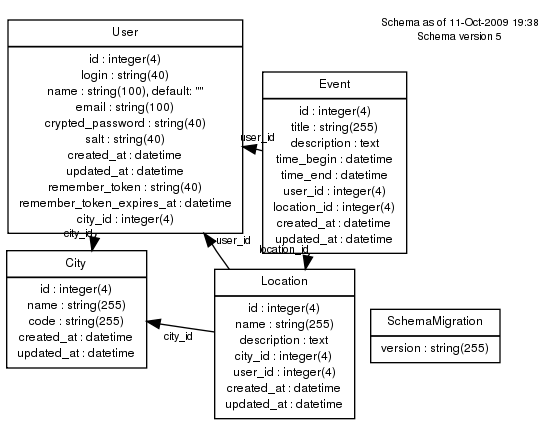 Schema as of 11-Oct-2009 19:38
Schema version 5
User
id : integer(4)
login : string(40)
name : string(100), default: ""
email : string(100)
crypted_password : string(40)
salt : string(40)
created_at : datetime
updated_at : datetime
remember_token : string(40)
remember_token_expires_at : datetime
city_id : integer(4)
Event
id : integer(4)
title : string(255)
description : text
time_begin : datetime
time_end : datetime
user_id : integer(4)
location_id : integer(4)
created_at : datetime
updated_at : datetime
user_id
city_id
user_id
location_id
City
id : integer(4)
name : string(255)
code : string(255)
created_at : datetime
updated_at : datetime
city_id
Location
id : integer(4)
name : string(255)
description : text
city_id : integer(4)
user_id : integer(4)
created_at : datetime
updated_at : datetime
SchemaMigration
version : string(255)